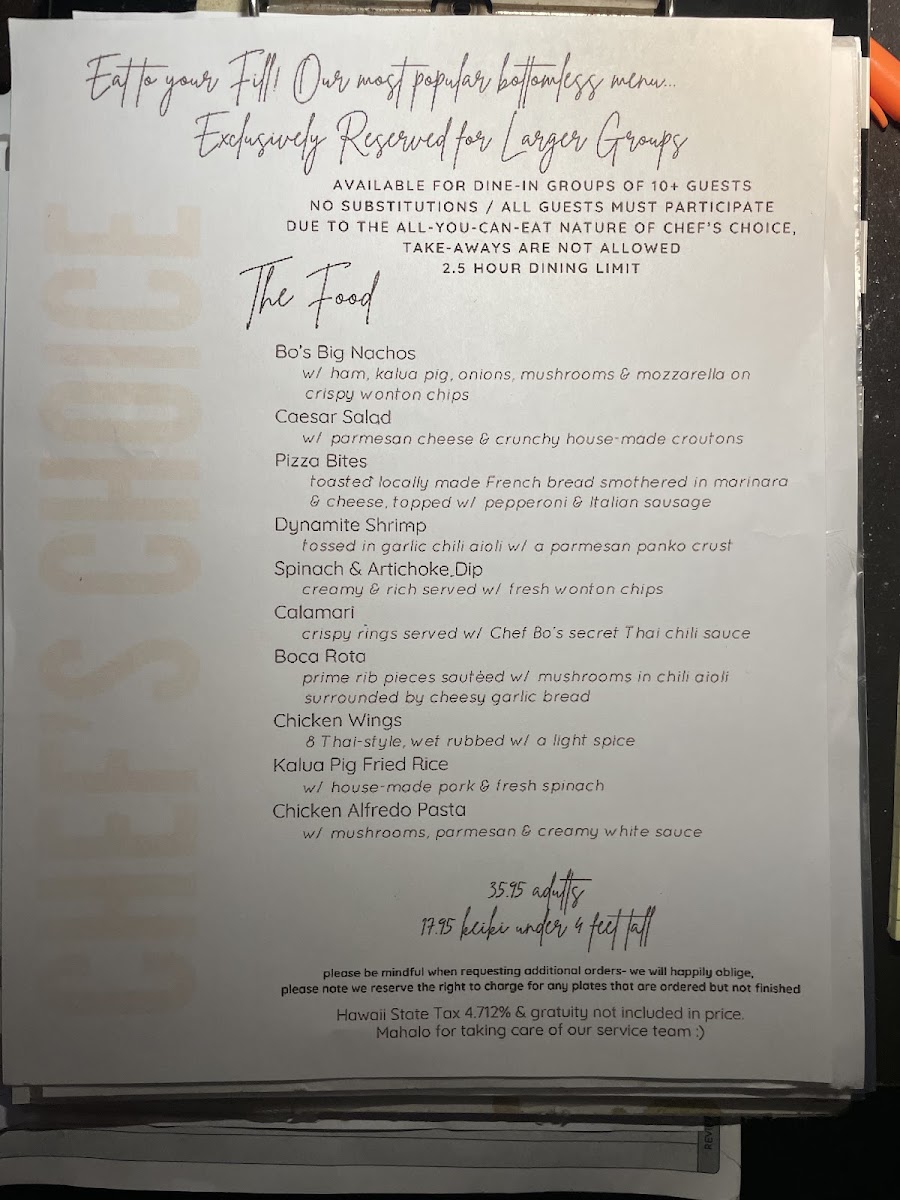 Eat to your Fill! Our most popular bottomless menu...
Exclusively Reserved for Larger Groups
AVAILABLE FOR DINE-IN GROUPS OF 10+ GUESTS
NO SUBSTITUTIONS / ALL GUESTS MUST PARTICIPATE
DUE TO THE ALL-YOU-CAN-EAT NATURE OF CHEF'S CHOICE,
TAKE-AWAYS ARE NOT ALLOWED
2.5 HOUR DINING LIMIT
CHEF'S CHOICE
The Food
Bo's Big Nachos
w/ ham, kalua pig, onions, mushrooms & mozzarella on
crispy wonton chips
Caesar Salad
w/ parmesan cheese & crunchy house-made croutons
Pizza Bites
toasted locally made French bread smothered in marinara
& cheese, topped w/ pepperoni & Italian sausage
Dynamite Shrimp
tossed in garlic chili aioli w/ a parmesan panko crust
Spinach & Artichoke Dip
creamy & rich served w/ fresh wonton chips
Calamari
crispy rings served w/ Chef Bo's secret Thai chili sauce
Boca Rota
prime rib pieces sautéed w/ mushrooms in chili aioli
surrounded by cheesy garlic bread
Chicken Wings
8 Thai-style, wet rubbed w/ a light spice
Kalua Pig Fried Rice
w/ house-made pork & fresh spinach
Chicken Alfredo Pasta
w/ mushrooms, parmesan & creamy white sauce
35.95 adults
17.95 keiki under 4 feet tall
please be mindful when requesting additional orders- we will happily oblige,
please note we reserve the right to charge for any plates that are ordered but not finished
Hawaii State Tax 4.712% & gratuity not included in price.
Mahalo for taking care of our service team :)